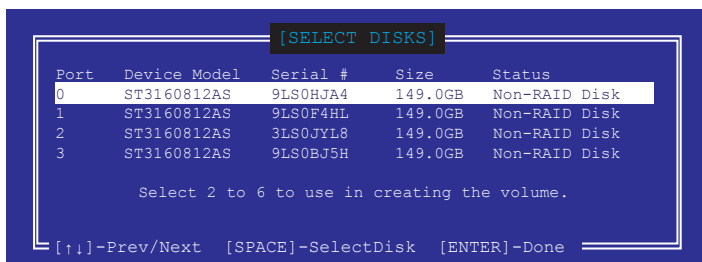 [SELECT DISKS]
Port Device Model Serial # Size Status
0 ST3160812AS 9LS0HJA4 149.0GB Non-RAID Disk
1 ST3160812AS 9LS0F4HL 149.0GB Non-RAID Disk
2 ST3160812AS 3LS0JYL8 149.0GB Non-RAID Disk
3 ST3160812AS 9LS0BJ5H 149.0GB Non-RAID Disk
Select 2 to 6 to use in creating the volume.
[↑↓]-Prev/Next [SPACE]-SelectDisk [ENTER]-Done